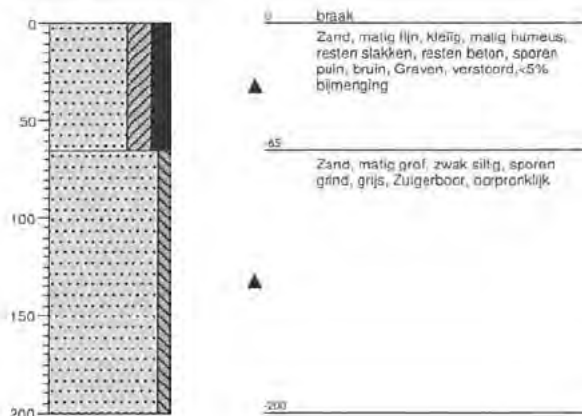 0
50
100
150
200
0 braak
Zand, matig fijn, kleiig, matig humeus,
resten slakken, resten beton, sporen
puin, bruin, Graven, verstoord,<5%
bijmenging
-65
Zand, matig grof, zwak siltig, sporen
grind, grijs, Zuigerboor, oorpronklijk
-200